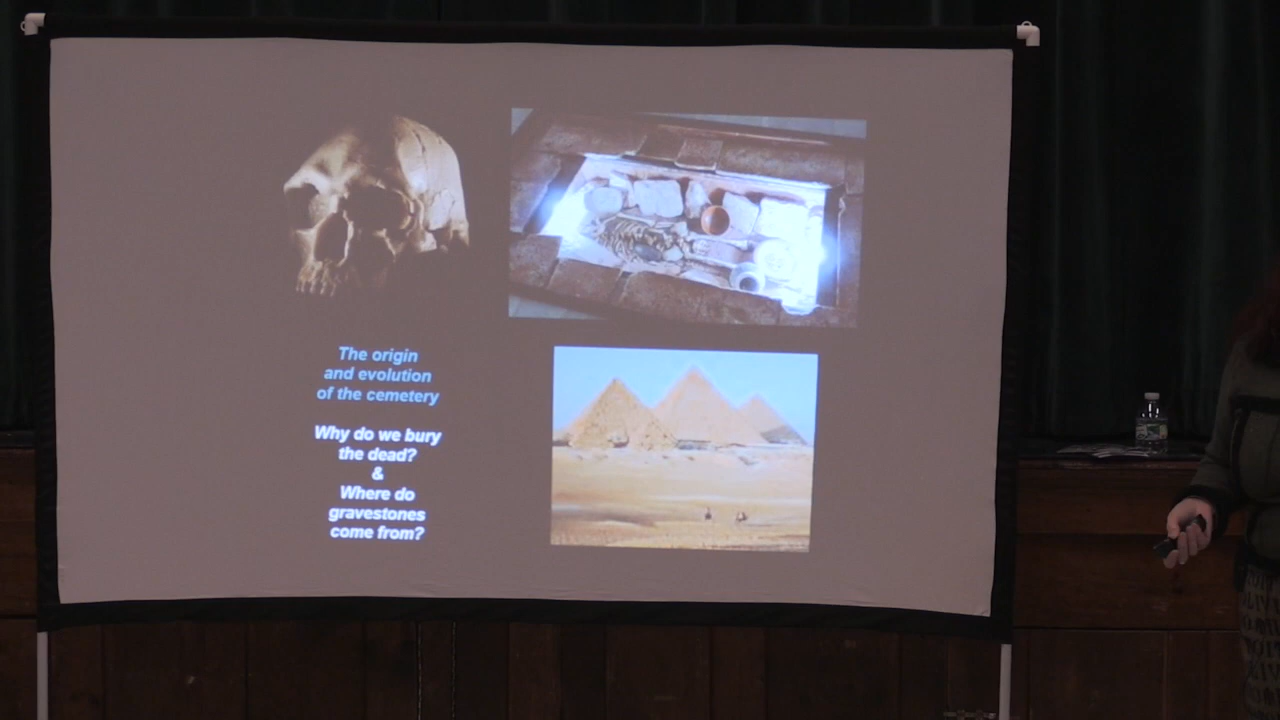 The origin
and evolution
of the cemetery
Why do we bury
the dead?
&
Where do
gravestones
come from?